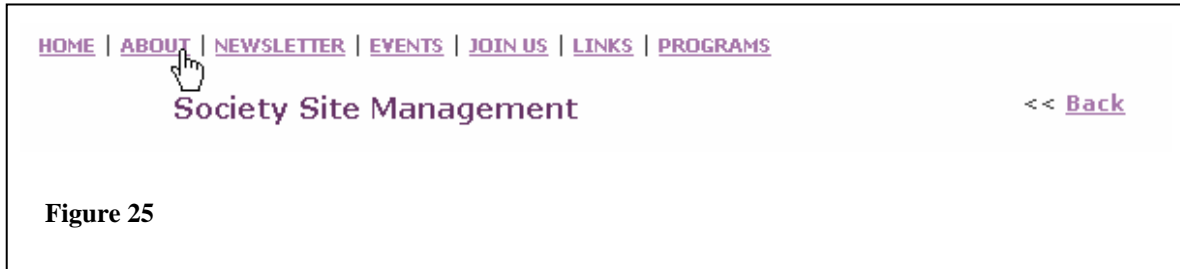 HOME | ABOUT | NEWSLETTER | EVENTS | JOIN US | LINKS | PROGRAMS
Society Site Management
<< Back
Figure 25